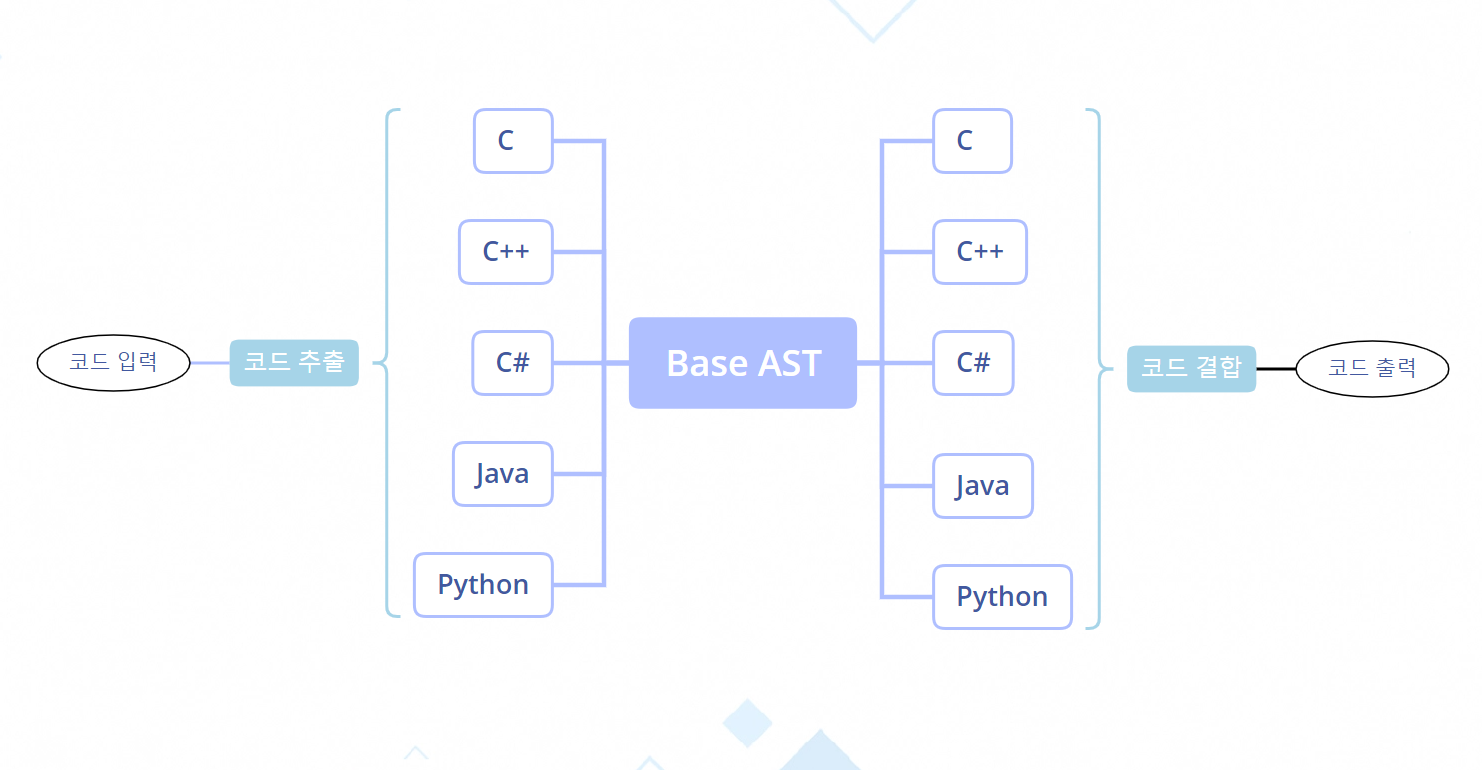 코드 입력
코드 추출
C
C++
C#
Java
Python
Base AST
C
C++
C#
Java
Python
코드 결합
코드 출력